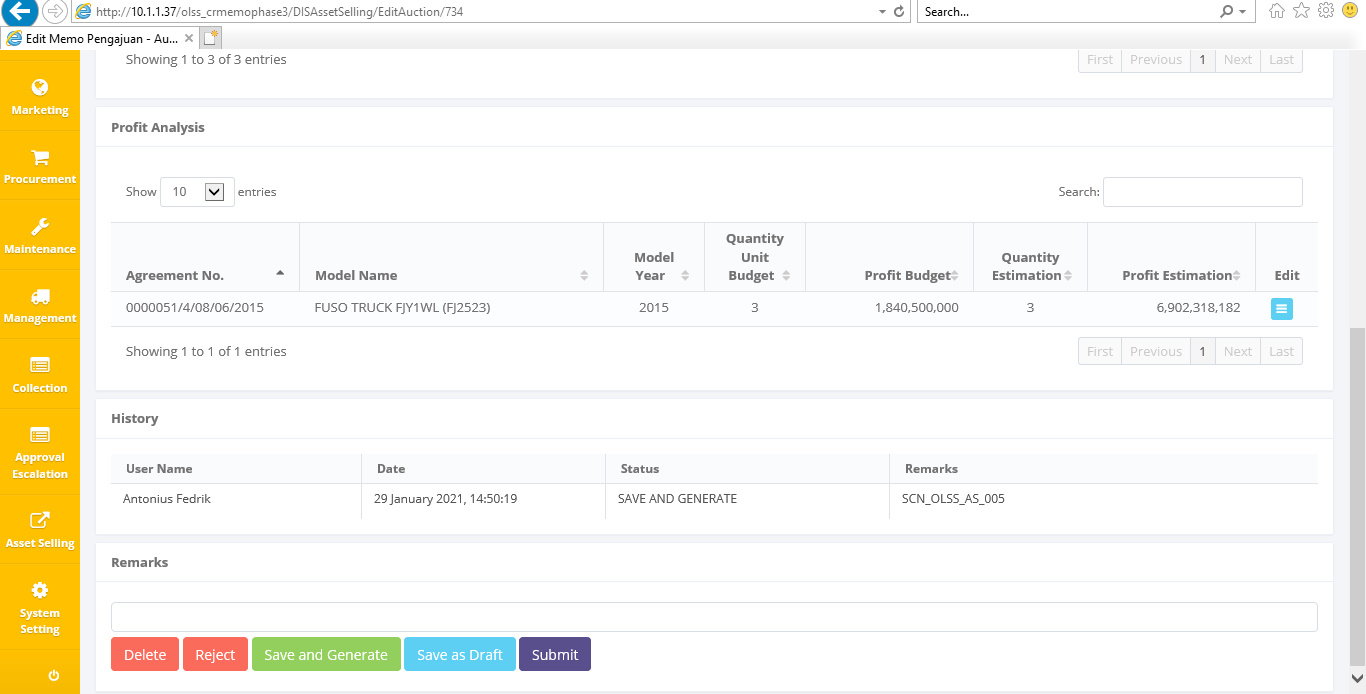 http://10.1.1.37/olss_crmemophase3/DISAssetSelling/EditAuction/734
Search...
Edit Memo Pengajuan - Au...
Marketing
Procurement
Maintenance
Management
Collection
Approval
Escalation
Asset Selling
System
Setting
Showing 1 to 3 of 3 entries
First Previous 1 Next Last
Profit Analysis
Show 10 entries
Search:
Agreement No. Model Name Model Year Quantity Unit Budget Profit Budget Quantity Estimation Profit Estimation Edit
0000051/4/08/06/2015 FUSO TRUCK FJY1WL (FJ2523) 2015 3 1,840,500,000 3 6,902,318,182
Showing 1 to 1 of 1 entries
First Previous 1 Next Last
History
User Name Date Status Remarks
Antonius Fedrik 29 January 2021, 14:50:19 SAVE AND GENERATE SCN_OLSS_AS_005
Remarks
Delete Reject Save and Generate Save as Draft Submit